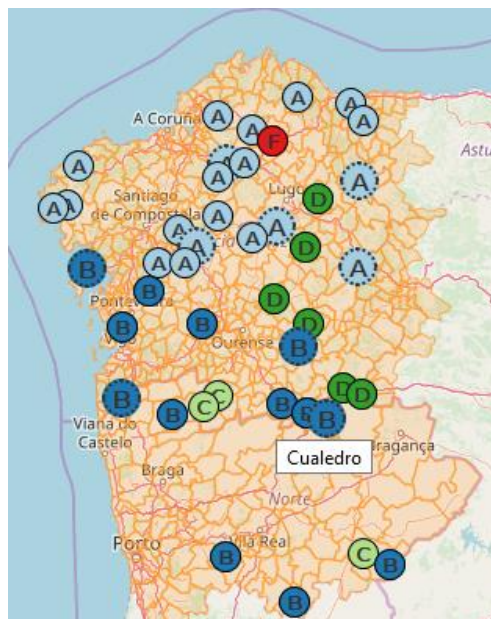 A
A
A
A Coruña
A
A
F
Astu
A
A
A
A
Lugo
A
Santiago
de Compostela
D
A
A
A
A
A
A
A
A
A
D
B
A
A
A
Pontevedra
B
D
B
B
D
Ourense
B
D
D
B
B
C
C
B
B
B
Viana do
Castelo
Cualedro
Bragança
Braga
Norte
Porto
Vila Real
B
C
B
B